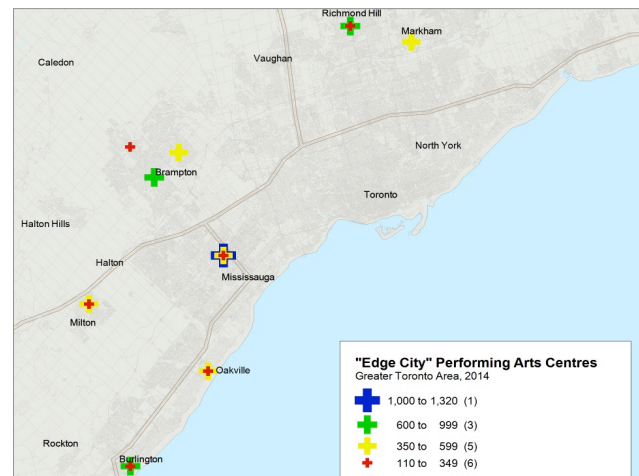 Richmond Hill
Markham
Vaughan
Caledon
North York
Brampton
Toronto
Halton Hills
Halton
Mississauga
Milton
Oakville
Rockton
Burlington
"Edge City" Performing Arts Centres
Greater Toronto Area, 2014
1,000 to 1,320 (1)
600 to 999 (3)
350 to 599 (5)
110 to 349 (6)